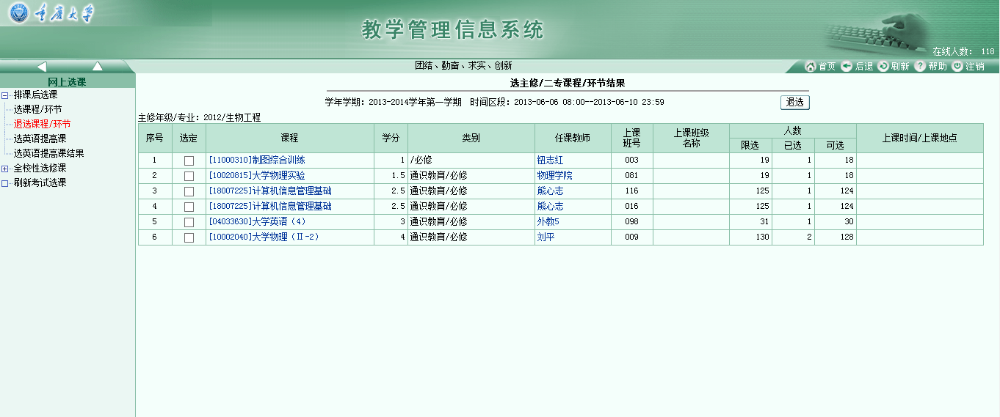 重庆大学
教学管理信息系统
在线人数： 118
团结、勤奋、求实、创新
首页 后退 刷新 帮助 注销
网上选课
排课后选课
选课程/环节
退选课程/环节
选英语提高课
选英语提高课结果
全校性选修课
刷新考试选课
选主修/二专课程/环节结果
学年学期：2013-2014学年第一学期 时间区段：2013-06-06 08:00--2013-06-10 23:59 退选
主修年级/专业：2012/生物工程
序号 选定 课程 学分 类别 任课教师 上课班号 上课班级名称 人数 上课时间/上课地点
限选 已选 可选
1 [11000310]制图综合训练 1 /必修 钮志红 003 19 1 18
2 [10020815]大学物理实验 1.5 通识教育/必修 物理学院 081 19 1 18
3 [18007225]计算机信息管理基础 2.5 通识教育/必修 熊心志 116 125 1 124
4 [18007225]计算机信息管理基础 2.5 通识教育/必修 熊心志 016 125 1 124
5 [04033630]大学英语（4） 3 通识教育/必修 外教5 098 31 1 30
6 [10002040]大学物理（Ⅱ-2） 4 通识教育/必修 刘平 009 130 2 128